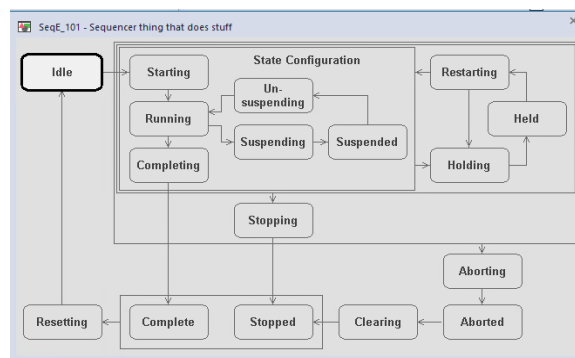 SeqE_101 - Sequencer thing that does stuff
State Configuration
Idle
Starting
Un-
suspending
Restarting
Running
Held
Suspending
Suspended
Completing
Holding
Stopping
Aborting
Resetting
Complete
Stopped
Clearing
Aborted